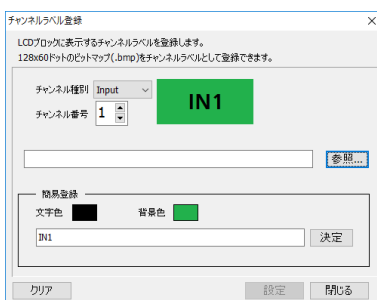 チャンネルラベル登録
LCDブロックに表示するチャンネルラベルを登録します。
128x60ドットのビットマップ(.bmp)をチャンネルラベルとして登録できます。
チャンネル種別 Input
チャンネル番号 1
IN1
参照...
簡易登録
文字色 背景色
IN1 決定
クリア 設定 閉じる